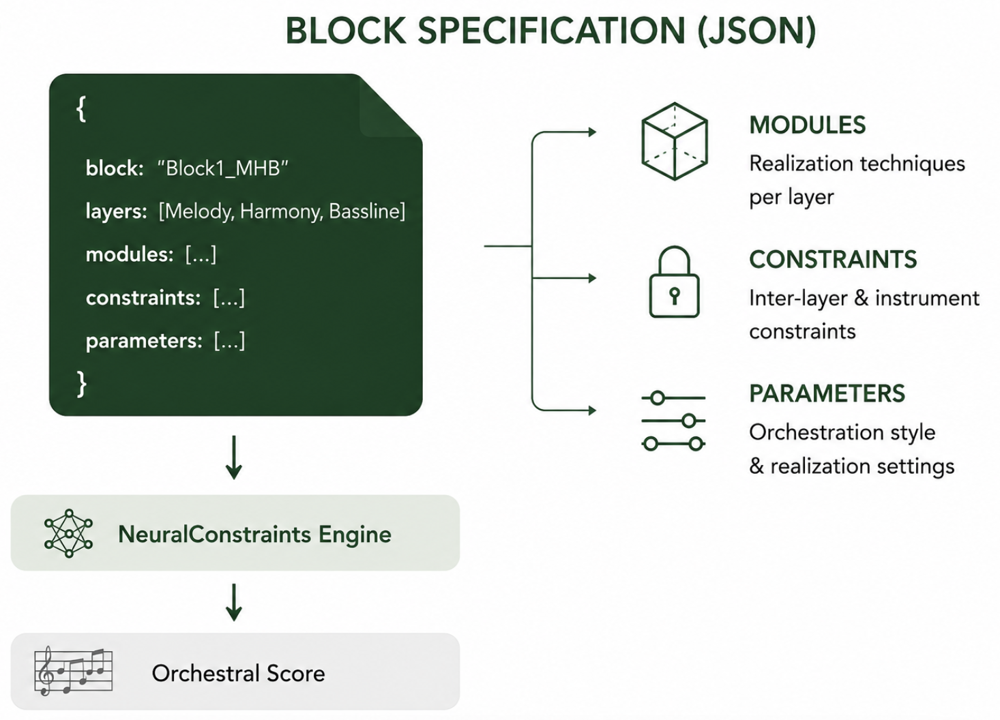 BLOCK SPECIFICATION (JSON)
{
block: “Block1_MHB”
layers: [Melody, Harmony, Bassline]
modules: [...]
constraints: [...]
parameters: [...]
}
MODULES
Realization techniques
per layer
CONSTRAINTS
Inter-layer & instrument
constraints
PARAMETERS
Orchestration style
& realization settings
NeuralConstraints Engine
Orchestral Score